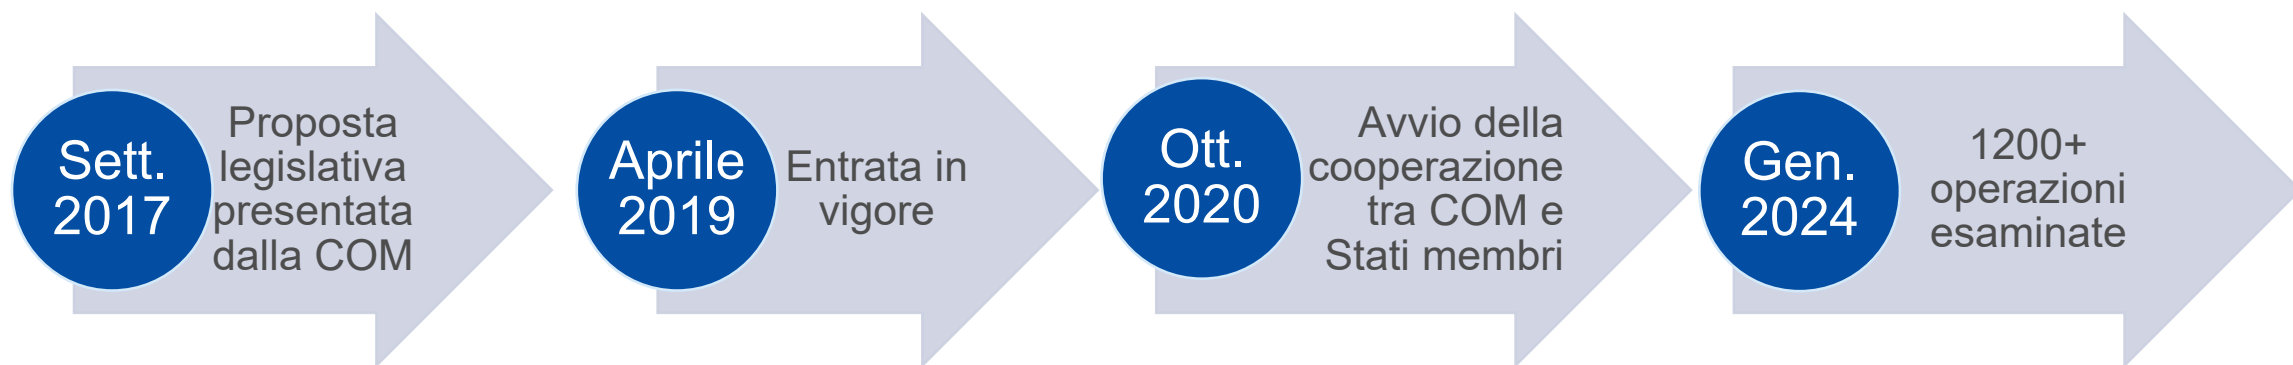 Sett.
2017
Proposta
legislativa
presentata
dalla COM
Aprile
2019
Entrata in
vigore
Ott.
2020
Avvio della
cooperazione
tra COM e
Stati membri
Gen.
2024
1200+
operazioni
esaminate